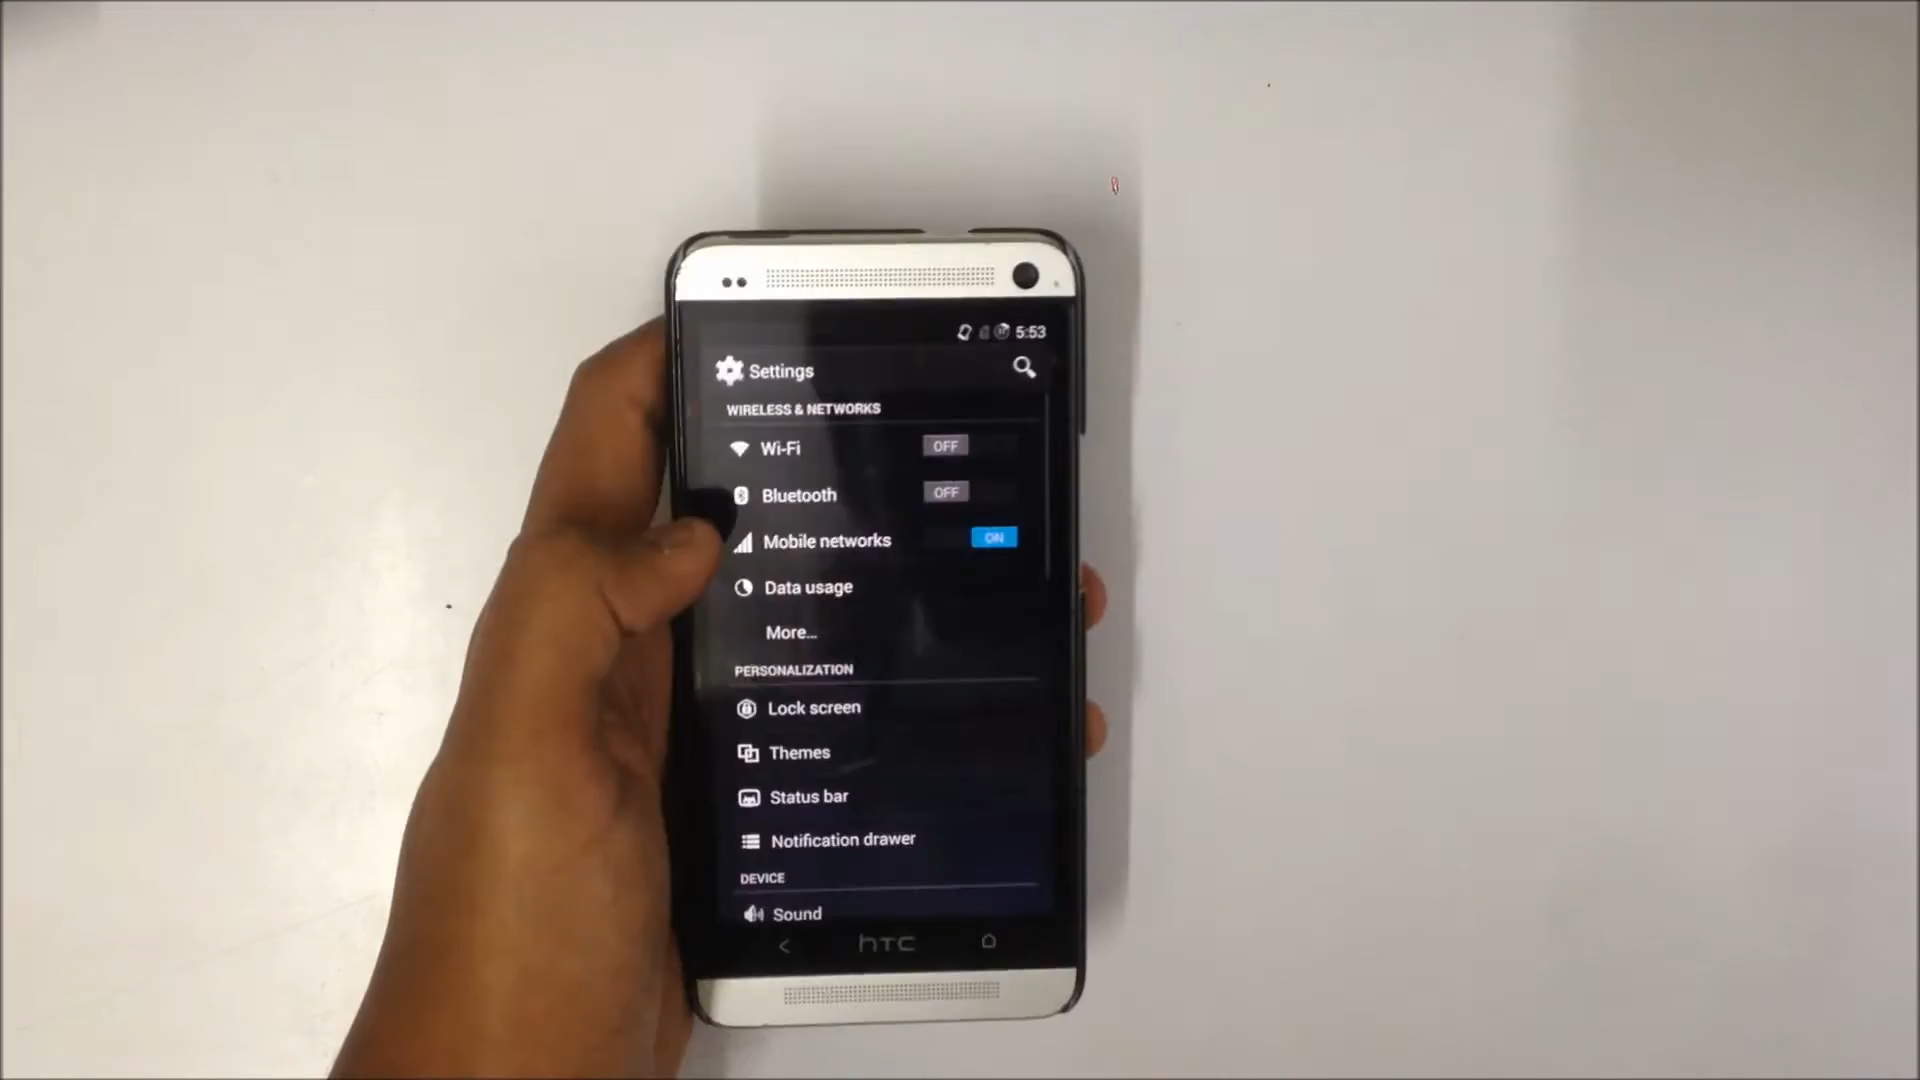 5:53
Settings
WIRELESS & NETWORKS
Wi-Fi OFF
Bluetooth OFF
Mobile networks ON
Data usage
More...
PERSONALIZATION
Lock screen
Themes
Status bar
Notification drawer
DEVICE
Sound
hTC